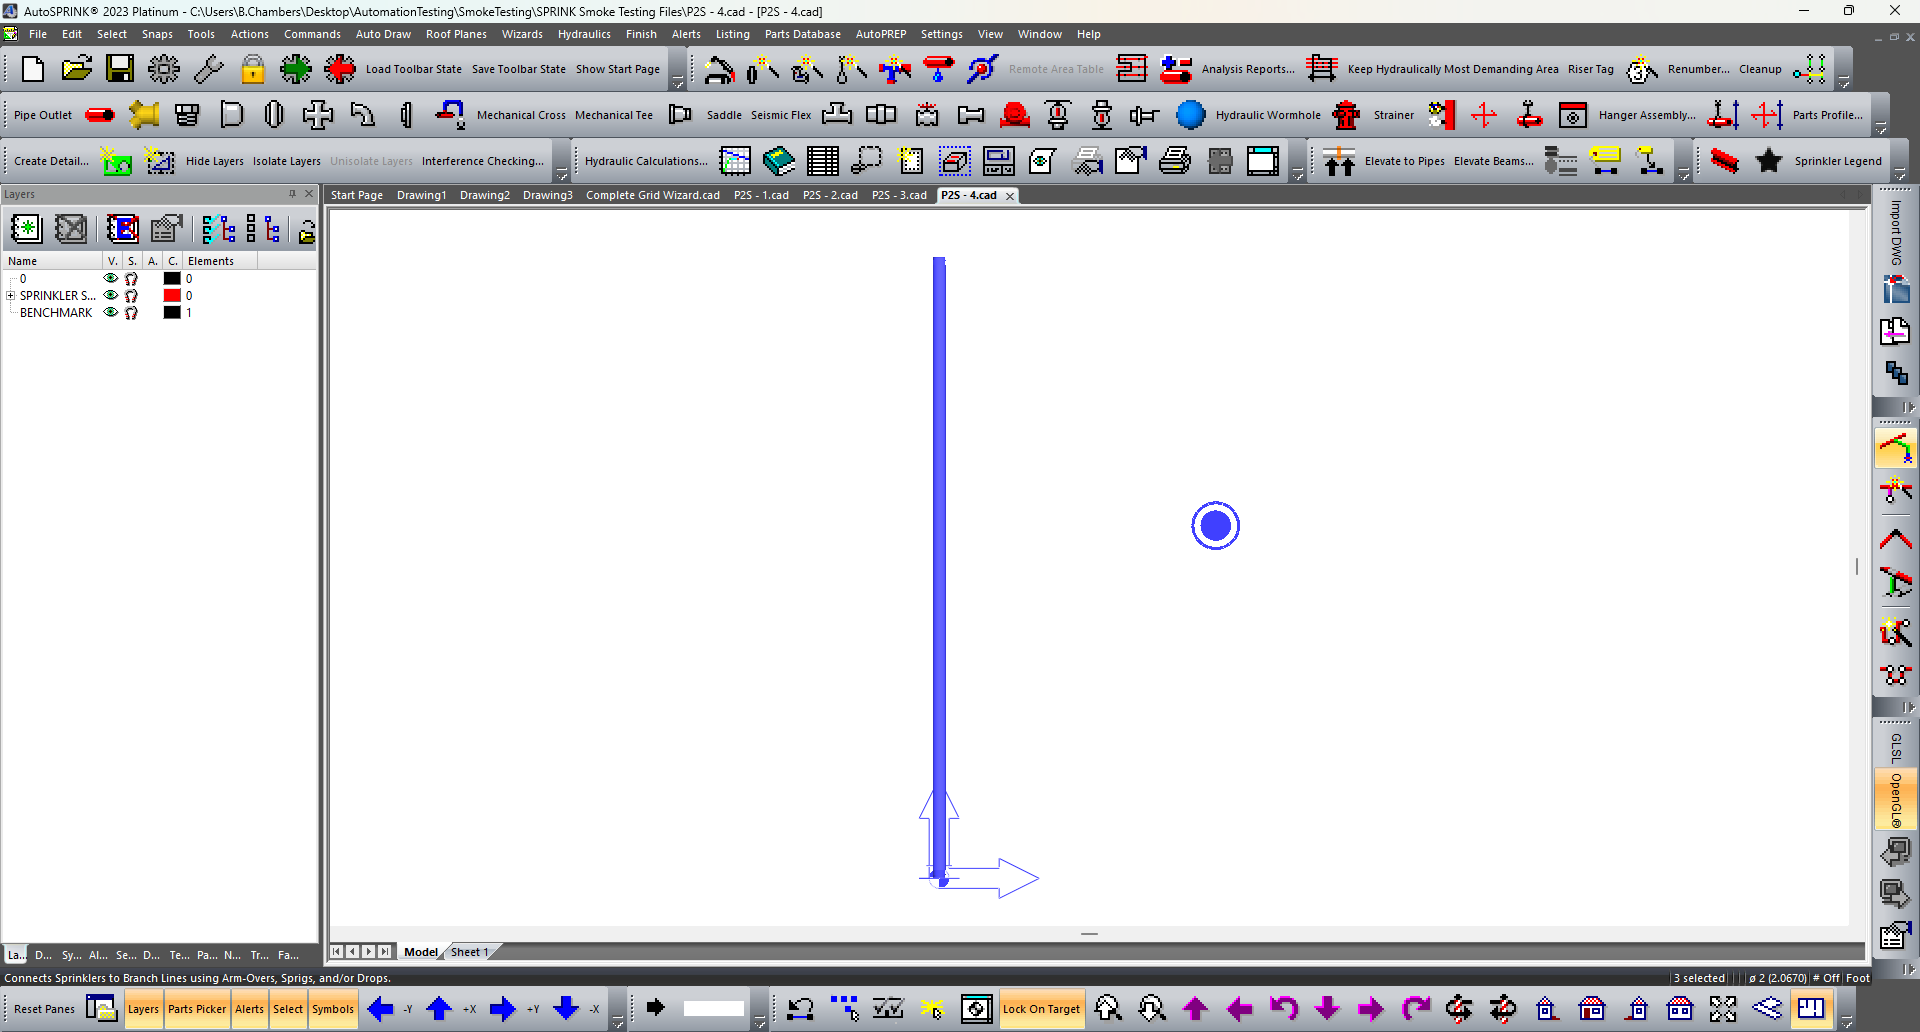 AutoSPRINK® 2023 Platinum - C:\Users\B.Chambers\Desktop\AutomationTesting\SmokeTesting\SPRINK Smoke Testing Files\P2S - 4.cad - [P2S - 4.cad]
File Edit Select Snaps Tools Actions Commands Auto Draw Roof Planes Wizards Hydraulics Finish Alerts Listing Parts Database AutoPREP Settings View Window Help
Load Toolbar State Save Toolbar State Show Start Page Remote Area Table Analysis Reports... Keep Hydraulically Most Demanding Area Riser Tag Renumber... Cleanup
Pipe Outlet Mechanical Cross Mechanical Tee Saddle Seismic Flex Hydraulic Wormhole Strainer Hanger Assembly... Parts Profile...
Create Detail... Hide Layers Isolate Layers Unisolate Layers Interference Checking... Hydraulic Calculations... Elevate to Pipes Elevate Beams... Sprinkler Legend
Layers
Start Page Drawing1 Drawing2 Drawing3 Complete Grid Wizard.cad P2S - 1.cad P2S - 2.cad P2S - 3.cad P2S - 4.cad
Name V. S. A. C. Elements
0 0
SPRINKLER S... 0
BENCHMARK 1
Import DWG
GLSL
OpenGL®
La... D... Sy... Al... Se... D... Te... Pa... N... Tr... Fa...
Model Sheet 1
Connects Sprinklers to Branch Lines using Arm-Overs, Sprigs, and/or Drops.
3 selected ø 2 (2.0670) # Off Foot
Reset Panes Layers Parts Picker Alerts Select Symbols -Y +X +Y -X Lock On Target